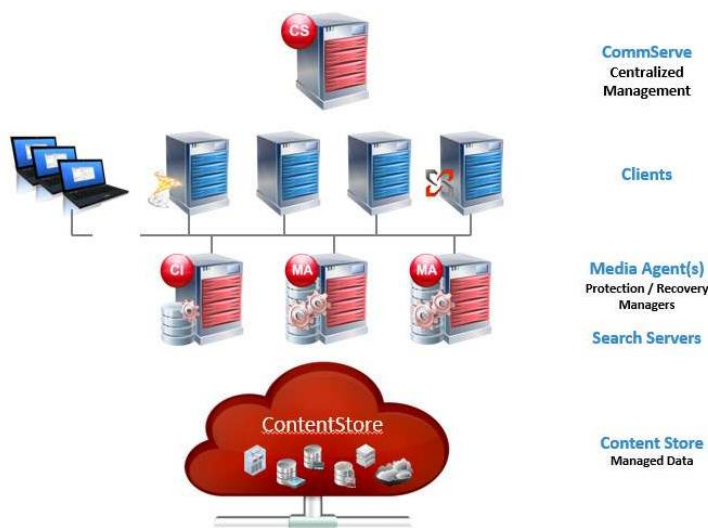 CS
CommServe
Centralized
Management
Clients
CI
MA
MA
Media Agent(s)
Protection / Recovery
Managers
Search Servers
ContentStore
Content Store
Managed Data